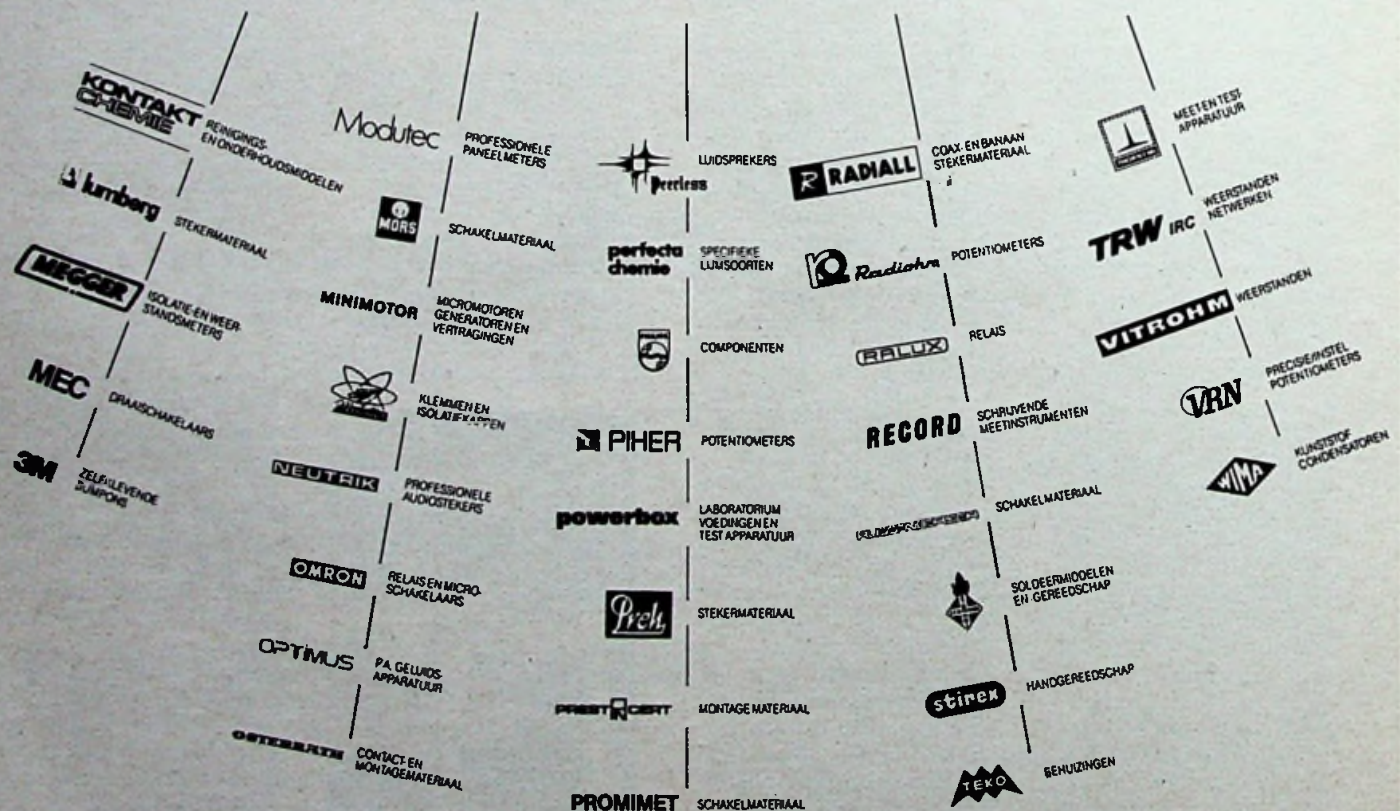 KONTAKT
CHEMIE
REINIGINGS-
EN ONDERHOUDSMIDDELEN
lumberg
STEKERMATERIAAL
MEGGER
ISOLATIE-EN WEER-
STANDSMETERS
MEC
DRAAISCHAKELAARS
3M
ZELFKLEVENDE
BUMPONS
Modutec
PROFESSIONELE
PANEELMETERS
MORS
SCHAKELMATERIAAL
MINIMOTOR
MICROMOTOREN
GENERATOREN EN
VERTRAGINGEN
KLEMMEN EN
ISOLATIEKAPPEN
NEUTRIK
PROFESSIONELE
AUDIOSTEKERS
OMRON
RELAIS EN MICRO-
SCHAKELAARS
OPTIMUS
P.A. GELUIDS-
APPARATUUR
OSTERRATH
CONTACT- EN
MONTAGEMATERIAAL
Peerless
LUIDSPREKERS
perfecta
chemie
SPECIFIEKE
LIJMSOORTEN
PHILIPS
COMPONENTEN
PIHER
POTENTIOMETERS
powerbox
LABORATORIUM
VOEDINGEN EN
TEST APPARATUUR
Preh
STEKERMATERIAAL
PRESTINCERT
MONTAGE MATERIAAL
PROMIMET
SCHAKELMATERIAAL
R RADIALL
COAX- EN BANAAN
STEKERMATERIAAL
Radiohm
POTENTIOMETERS
RALUX
RELAIS
RECORD
SCHRIJVENDE
MEETINSTRUMENTEN
SCHAKELMATERIAAL
SOLDEERMIDDELEN
EN -GEREEDSCHAP
stirex
HANDGEREEDSCHAP
TEKO
BEHUIZINGEN
MEET-EN TEST-
APPARATUUR
TRW IRC
WEERSTANDEN
NETWERKEN
VITROHM
WEERSTANDEN
VRN
PRECISIE/INSTEL
POTENTIOMETERS
WIMA
KUNSTSTOF
CONDENSATOREN